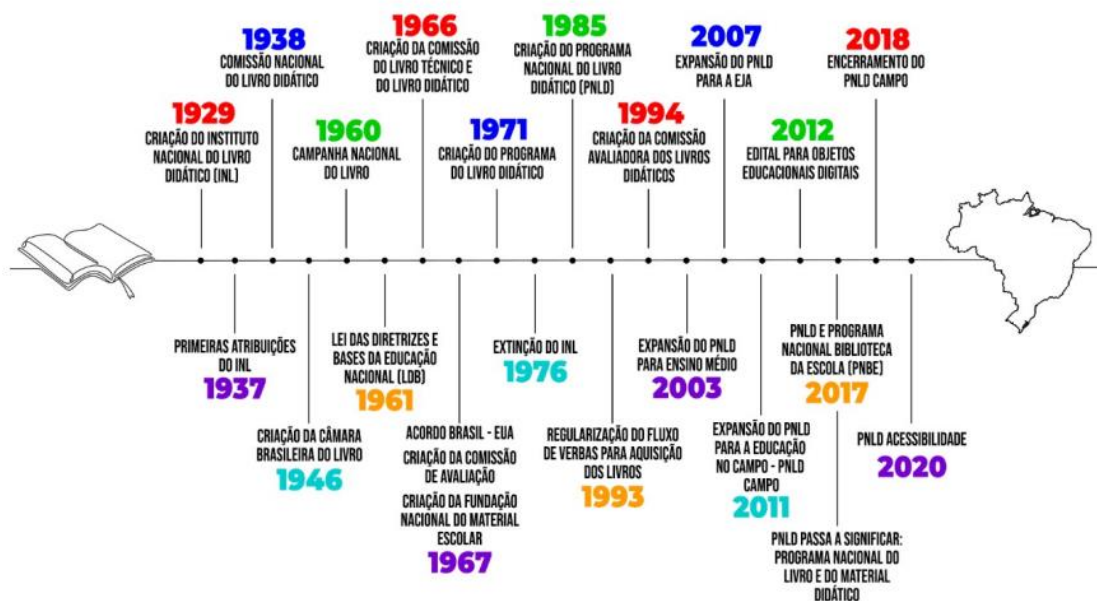 1929
CRIAÇÃO DO INSTITUTO
NACIONAL DO LIVRO
DIDÁTICO (INL)
PRIMEIRAS ATRIBUIÇÕES
DO INL
1937
1938
COMISSÃO NACIONAL
DO LIVRO DIDÁTICO
CRIAÇÃO DA CÂMARA
BRASILEIRA DO LIVRO
1946
1960
CAMPANHA NACIONAL
DO LIVRO
LEI DAS DIRETRIZES E
BASES DA EDUCAÇÃO
NACIONAL (LDB)
1961
1966
CRIAÇÃO DA COMISSÃO
DO LIVRO TÉCNICO E
DO LIVRO DIDÁTICO
ACORDO BRASIL - EUA
CRIAÇÃO DA COMISSÃO
DE AVALIAÇÃO
CRIAÇÃO DA FUNDAÇÃO
NACIONAL DO MATERIAL
ESCOLAR
1967
1971
CRIAÇÃO DO PROGRAMA
DO LIVRO DIDÁTICO
EXTINÇÃO DO INL
1976
1985
CRIAÇÃO DO PROGRAMA
NACIONAL DO LIVRO
DIDÁTICO (PNLD)
REGULARIZAÇÃO DO FLUXO
DE VERBAS PARA AQUISIÇÃO
DOS LIVROS
1993
1994
CRIAÇÃO DA COMISSÃO
AVALIADORA DOS LIVROS
DIDÁTICOS
EXPANSÃO DO PNLD
PARA ENSINO MÉDIO
2003
2007
EXPANSÃO DO PNLD
PARA A EJA
EXPANSÃO DO PNLD
PARA A EDUCAÇÃO
NO CAMPO - PNLD
CAMPO
2011
2012
EDITAL PARA OBJETOS
EDUCACIONAIS DIGITAIS
PNLD E PROGRAMA
NACIONAL BIBLIOTECA
DA ESCOLA (PNBE)
2017
PNLD PASSA A SIGNIFICAR:
PROGRAMA NACIONAL DO
LIVRO E DO MATERIAL
DIDÁTICO
2018
ENCERRAMENTO DO
PNLD CAMPO
PNLD ACESSIBILIDADE
2020